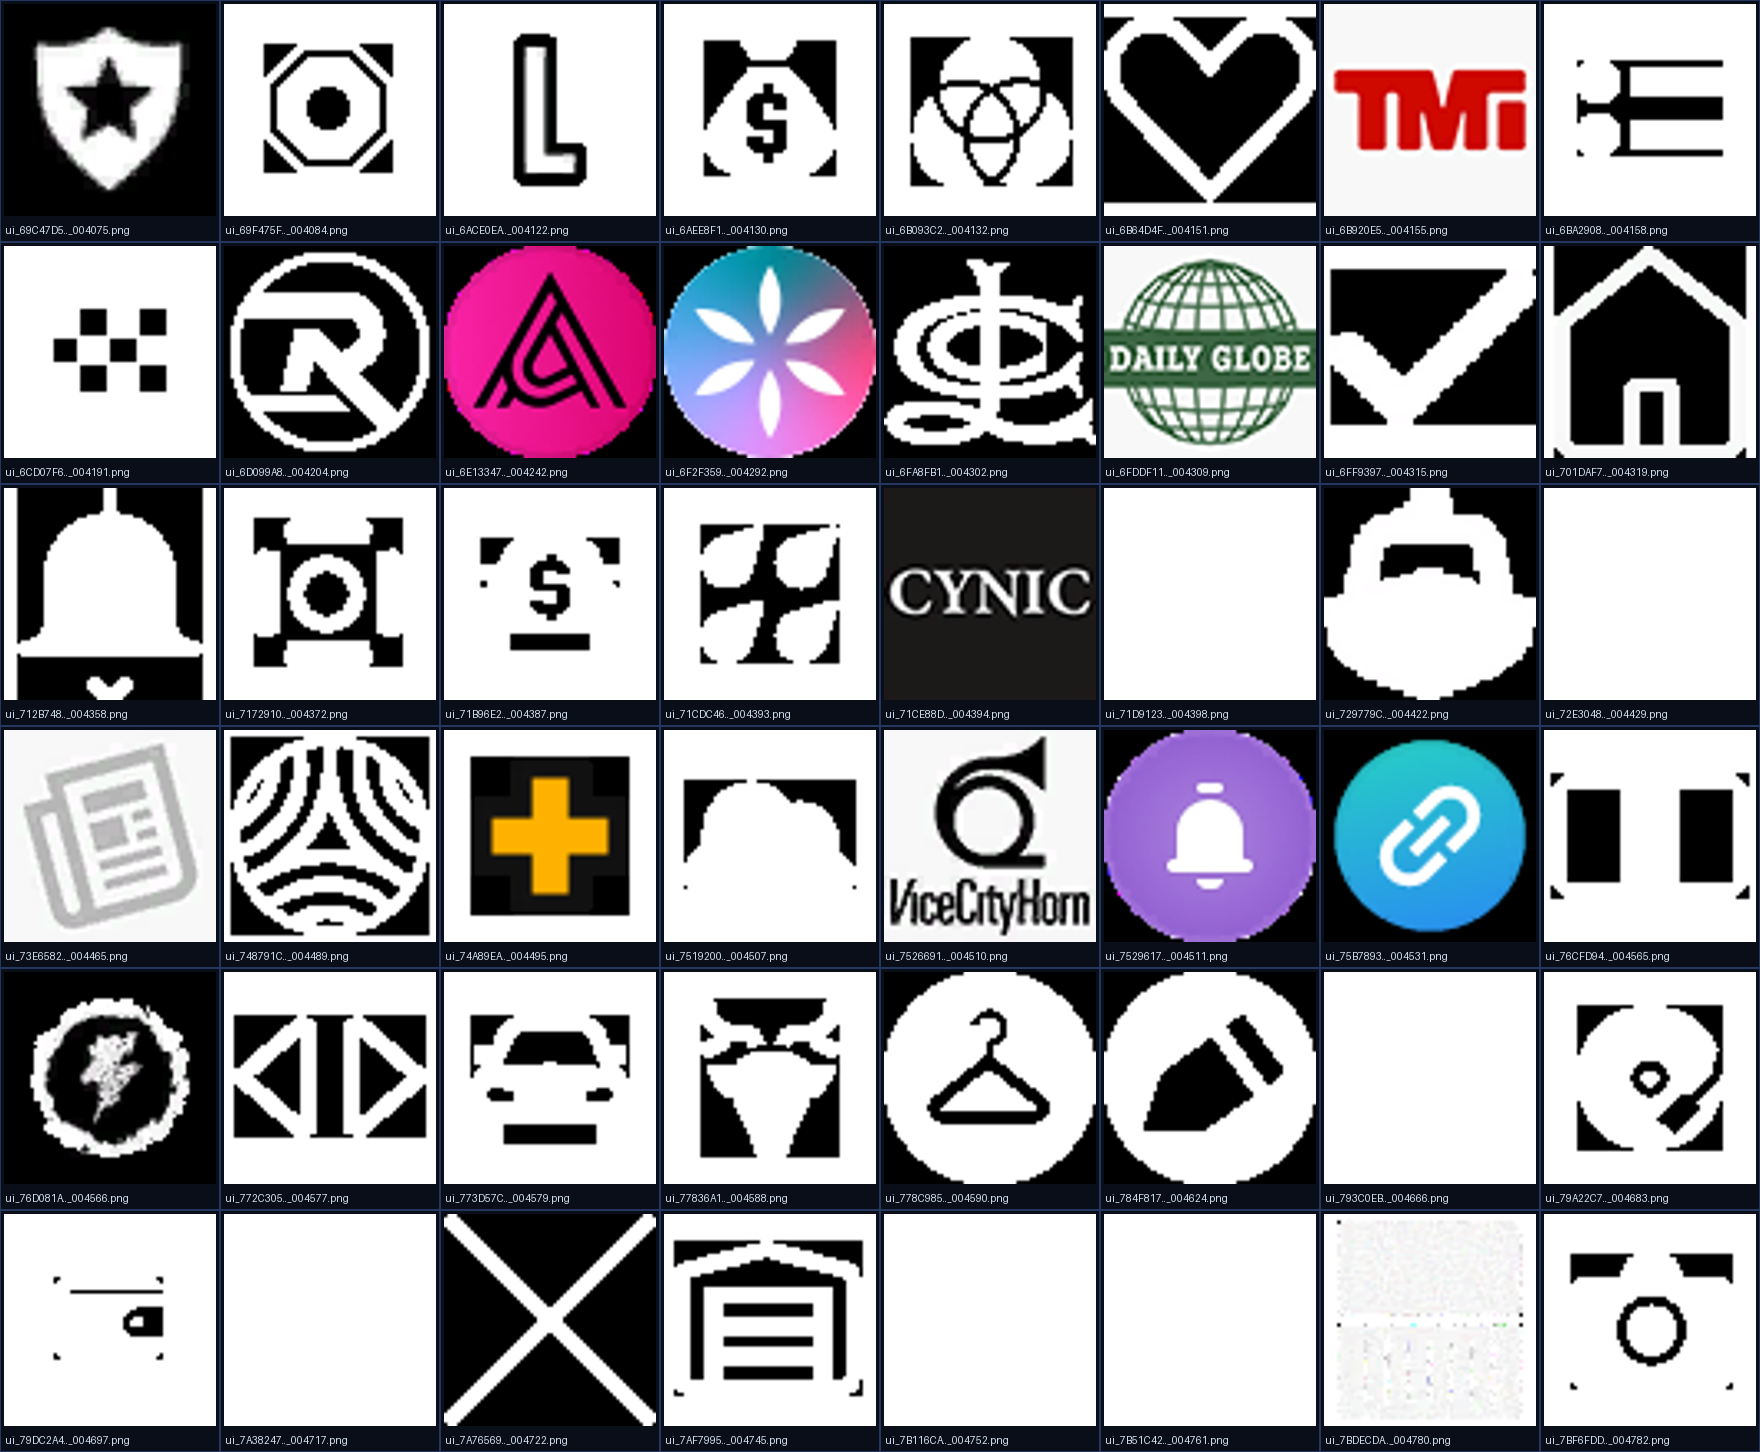 L
$
TMi
ui_69C47D5.._004075.png
ui_69F475F.._004084.png
ui_6ACE0EA.._004122.png
ui_6AEE8F1.._004130.png
ui_6B093C2.._004132.png
ui_6B64D4F.._004151.png
ui_6B920E5.._004155.png
ui_6BA2908.._004158.png
R
DAILY GLOBE
ui_6CD07F6.._004191.png
ui_6D099A8.._004204.png
ui_6E13347.._004242.png
ui_6F2F359.._004292.png
ui_6FA8FB1.._004302.png
ui_6FDDF11.._004309.png
ui_6FF9397.._004315.png
ui_701DAF7.._004319.png
$
CYNIC
ui_712B748.._004358.png
ui_7172910.._004372.png
ui_71B96E2.._004387.png
ui_71CDC46.._004393.png
ui_71CE88D.._004394.png
ui_71D9123.._004398.png
ui_729779C.._004422.png
ui_72E3048.._004429.png
ViceCityHorn
ui_73E6582.._004465.png
ui_748791C.._004489.png
ui_74A89EA.._004495.png
ui_7519200.._004507.png
ui_7526691.._004510.png
ui_7529617.._004511.png
ui_75B7893.._004531.png
ui_76CFD94.._004565.png
ui_76D081A.._004566.png
ui_772C305.._004577.png
ui_773D57C.._004579.png
ui_77836A1.._004588.png
ui_778C985.._004590.png
ui_784F817.._004624.png
ui_793C0EB.._004666.png
ui_79A22C7.._004683.png
ui_79DC2A4.._004697.png
ui_7A38247.._004717.png
ui_7A76569.._004722.png
ui_7AF7995.._004745.png
ui_7B116CA.._004752.png
ui_7B51C42.._004761.png
ui_7BDECDA.._004780.png
ui_7BF6FDD.._004782.png